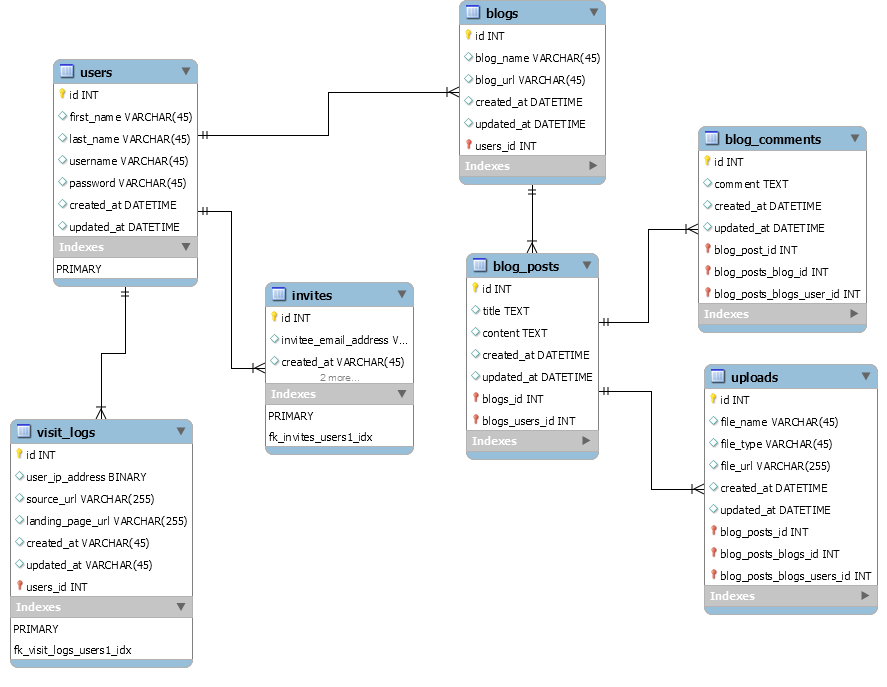 blogs
id INT
blog_name VARCHAR(45)
blog_url VARCHAR(45)
created_at DATETIME
updated_at DATETIME
users_id INT
Indexes
users
id INT
first_name VARCHAR(45)
last_name VARCHAR(45)
username VARCHAR(45)
password VARCHAR(45)
created_at DATETIME
updated_at DATETIME
Indexes
PRIMARY
blog_comments
id INT
comment TEXT
created_at DATETIME
updated_at DATETIME
blog_post_id INT
blog_posts_blog_id INT
blog_posts_blogs_user_id INT
Indexes
blog_posts
id INT
title TEXT
content TEXT
created_at DATETIME
updated_at DATETIME
blogs_id INT
blogs_users_id INT
Indexes
invites
id INT
invitee_email_address V...
created_at VARCHAR(45)
2 more...
Indexes
PRIMARY
fk_invites_users1_idx
uploads
id INT
file_name VARCHAR(45)
file_type VARCHAR(45)
file_url VARCHAR(255)
created_at DATETIME
updated_at DATETIME
blog_posts_id INT
blog_posts_blogs_id INT
blog_posts_blogs_users_id INT
Indexes
visit_logs
id INT
user_ip_address BINARY
source_url VARCHAR(255)
landing_page_url VARCHAR(255)
created_at VARCHAR(45)
updated_at VARCHAR(45)
users_id INT
Indexes
PRIMARY
fk_visit_logs_users1_idx